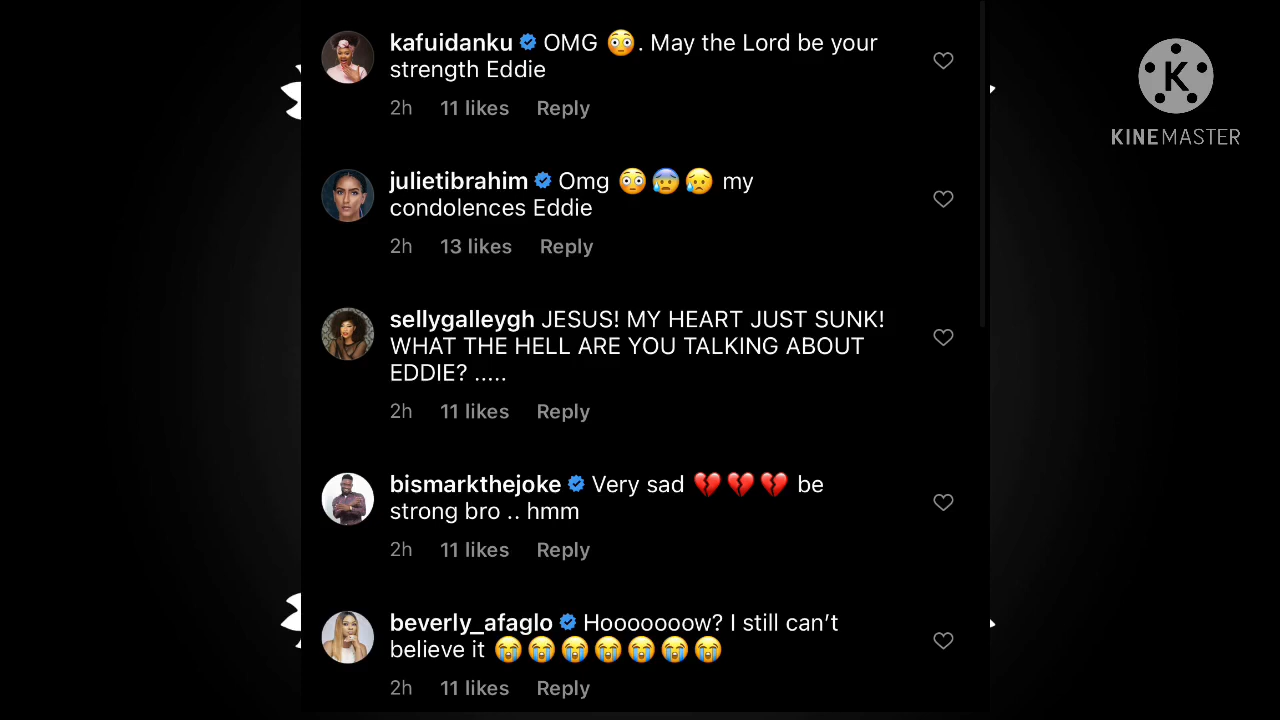 kafuidanku OMG 😳. May the Lord be your
strength Eddie
2h 11 likes Reply
julietibrahim Omg 😳😰😥 my
condolences Eddie
2h 13 likes Reply
sellygalleygh JESUS! MY HEART JUST SUNK!
WHAT THE HELL ARE YOU TALKING ABOUT
EDDIE? .....
2h 11 likes Reply
bismarkthejoke Very sad 💔💔💔 be
strong bro .. hmm
2h 11 likes Reply
beverly_afaglo Hooooooow? I still can’t
believe it 😭😭😭😭😭😭😭
2h 11 likes Reply
K
KINEMASTER